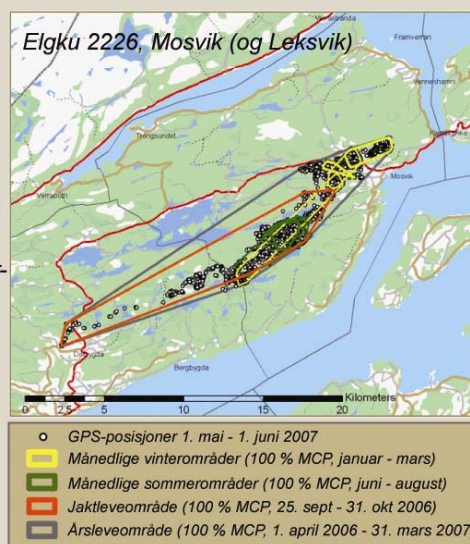 Elgku 2226, Mosvik (og Leksvik)
Framverran
Venneshamn
Trongsundet
Mosvik
Verrabotn
Bergbygda
Kilometers
0 2,5 5 10 15 20
GPS-posisjoner 1. mai - 1. juni 2007
Månedlige vinterområder (100 % MCP, januar - mars)
Månedlige sommerområder (100 % MCP, juni - august)
Jaktleveområde (100 % MCP, 25. sept - 31. okt 2006)
Årsleveområde (100 % MCP, 1. april 2006 - 31. mars 2007)